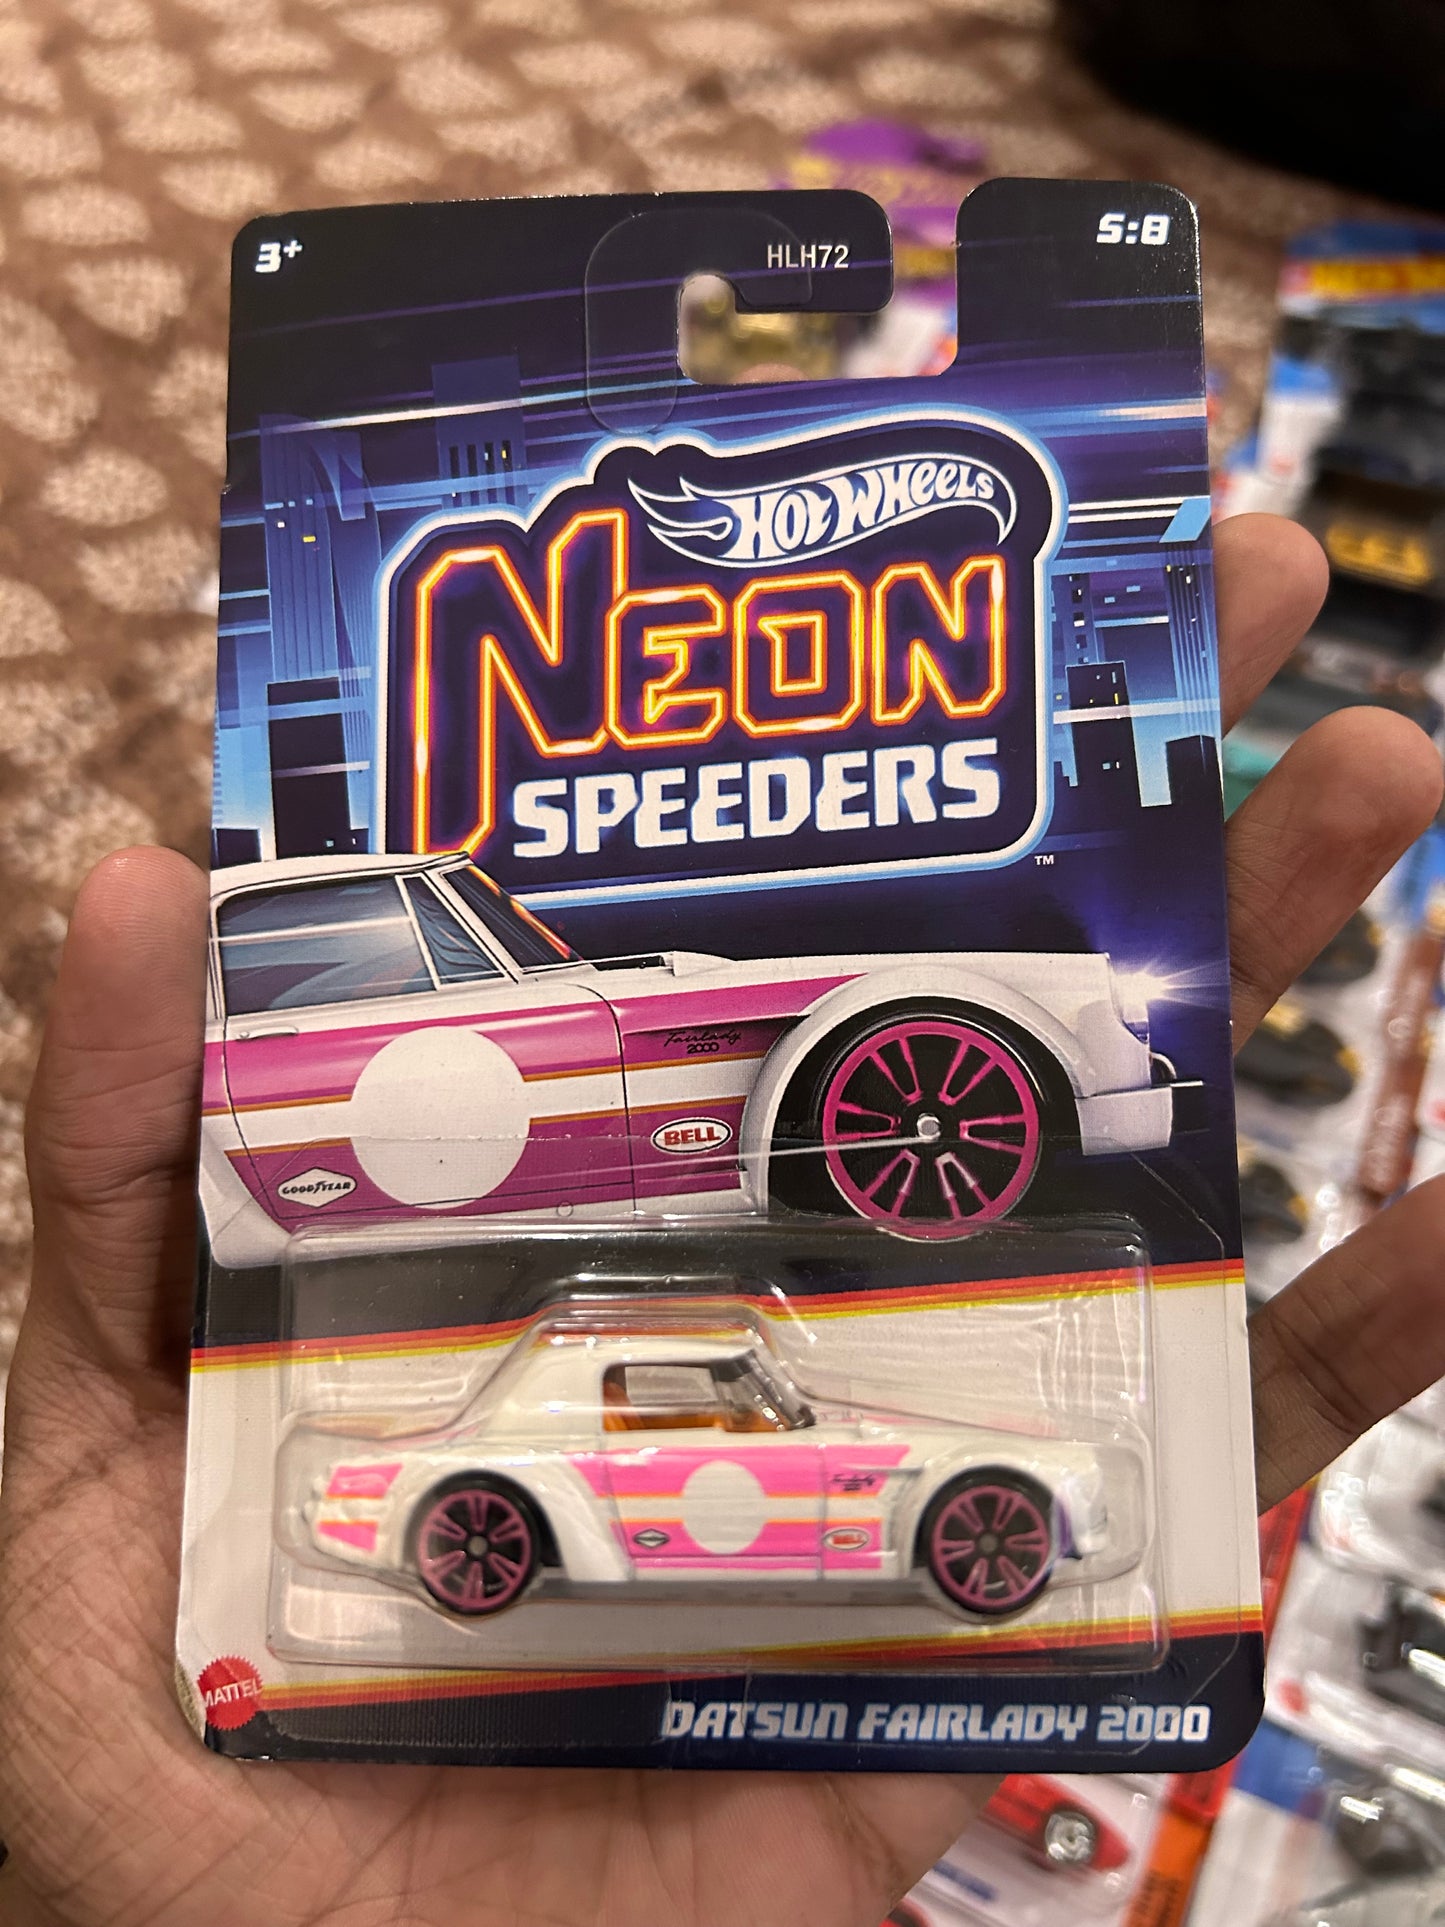 3+
HLH72
5:8
HOT WHEELS
NEON
SPEEDERS
TM
Fairlady
2000
BELL
GOODYEAR
BELL
MATTEL
DATSUN FAIRLADY 2000